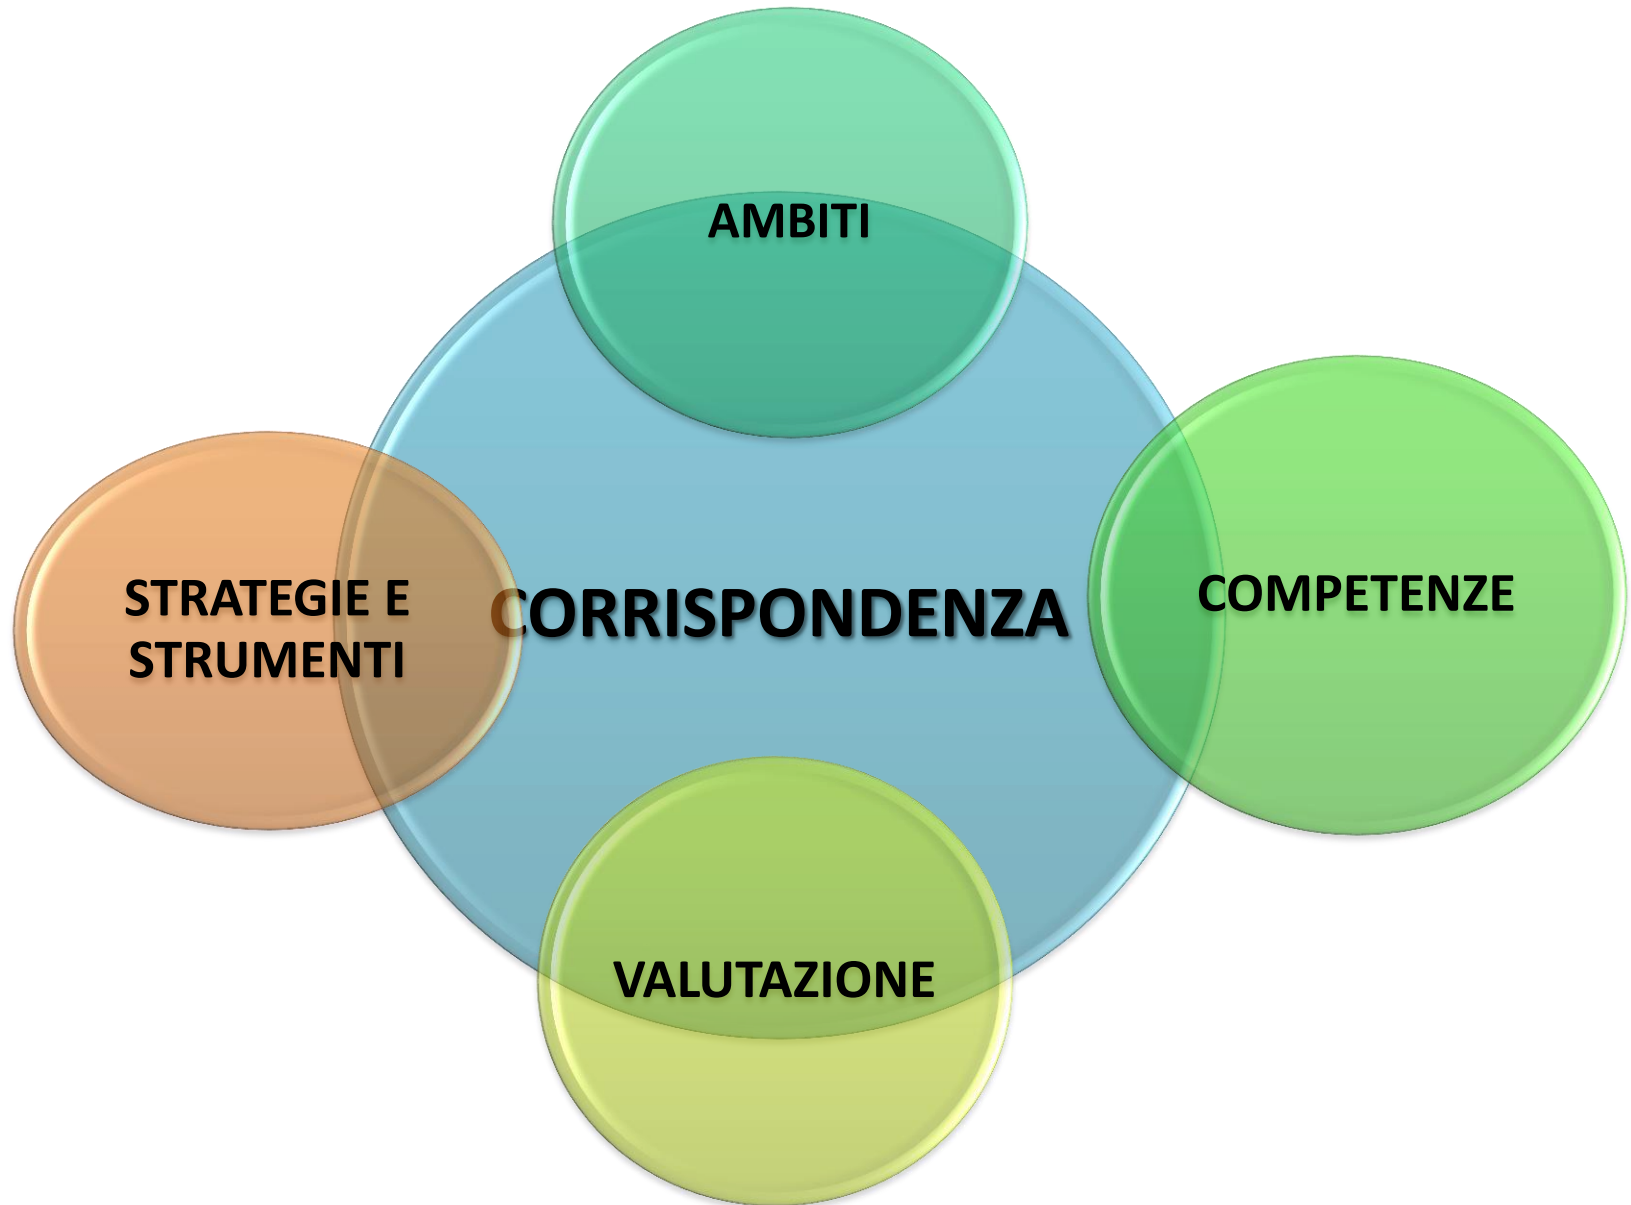 AMBITI
STRATEGIE E
STRUMENTI
CORRISPONDENZA
COMPETENZE
VALUTAZIONE